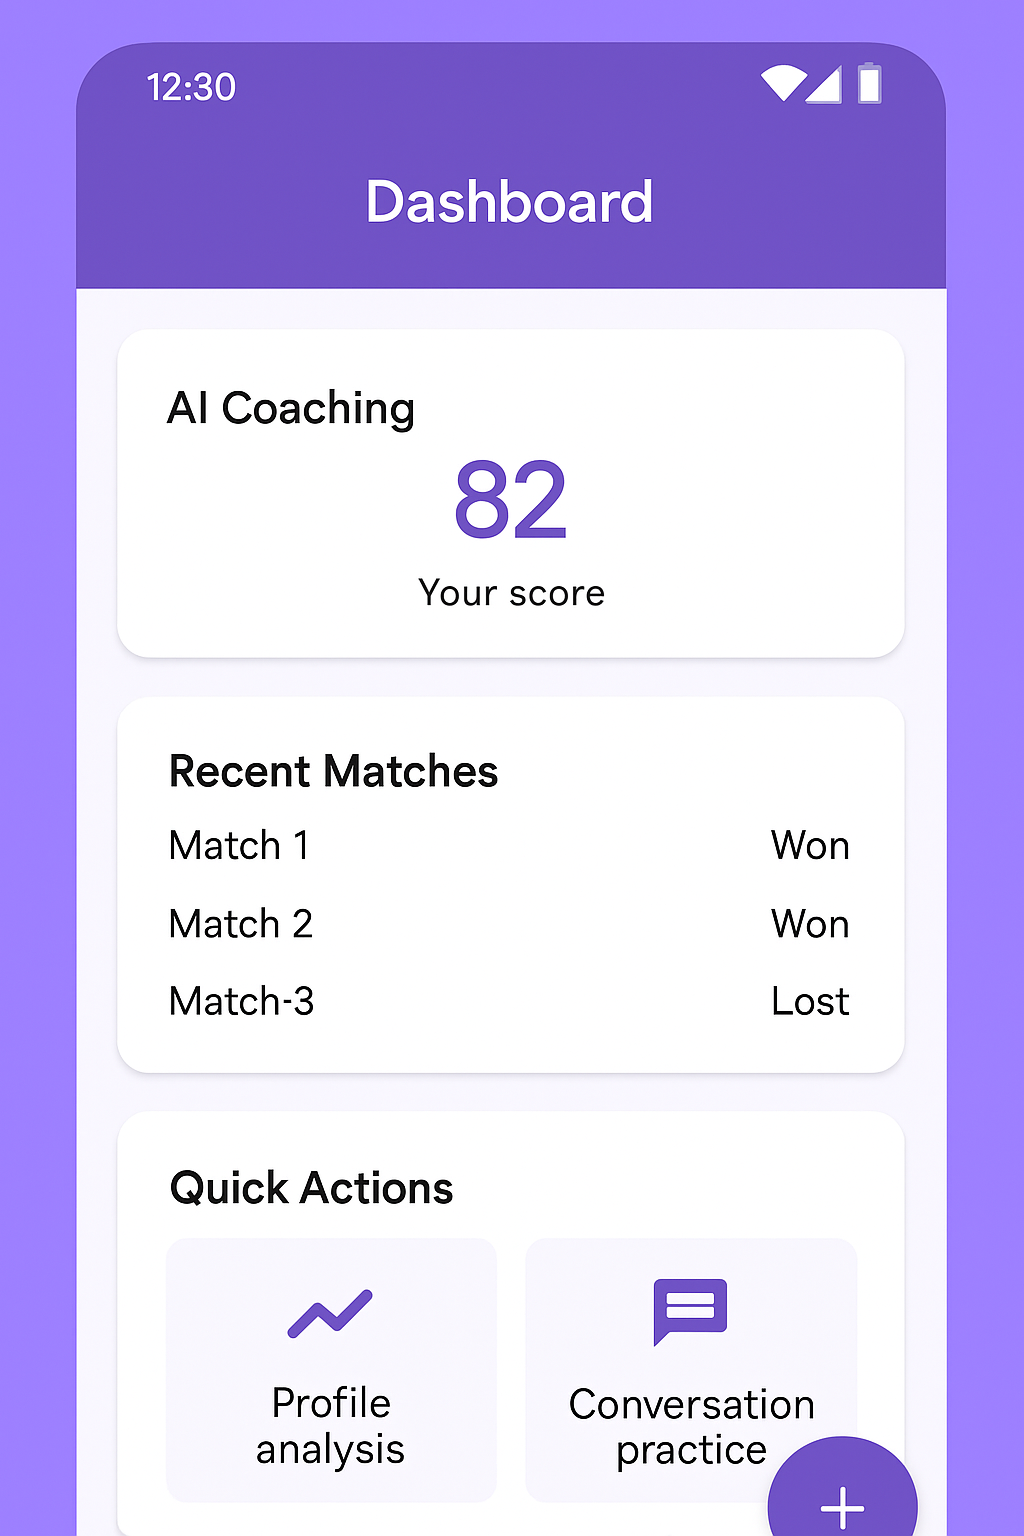 12:30
Dashboard
AI Coaching
82
Your score
Recent Matches
Match 1 Won
Match 2 Won
Match-3 Lost
Quick Actions
Profile
analysis
Conversation
practice